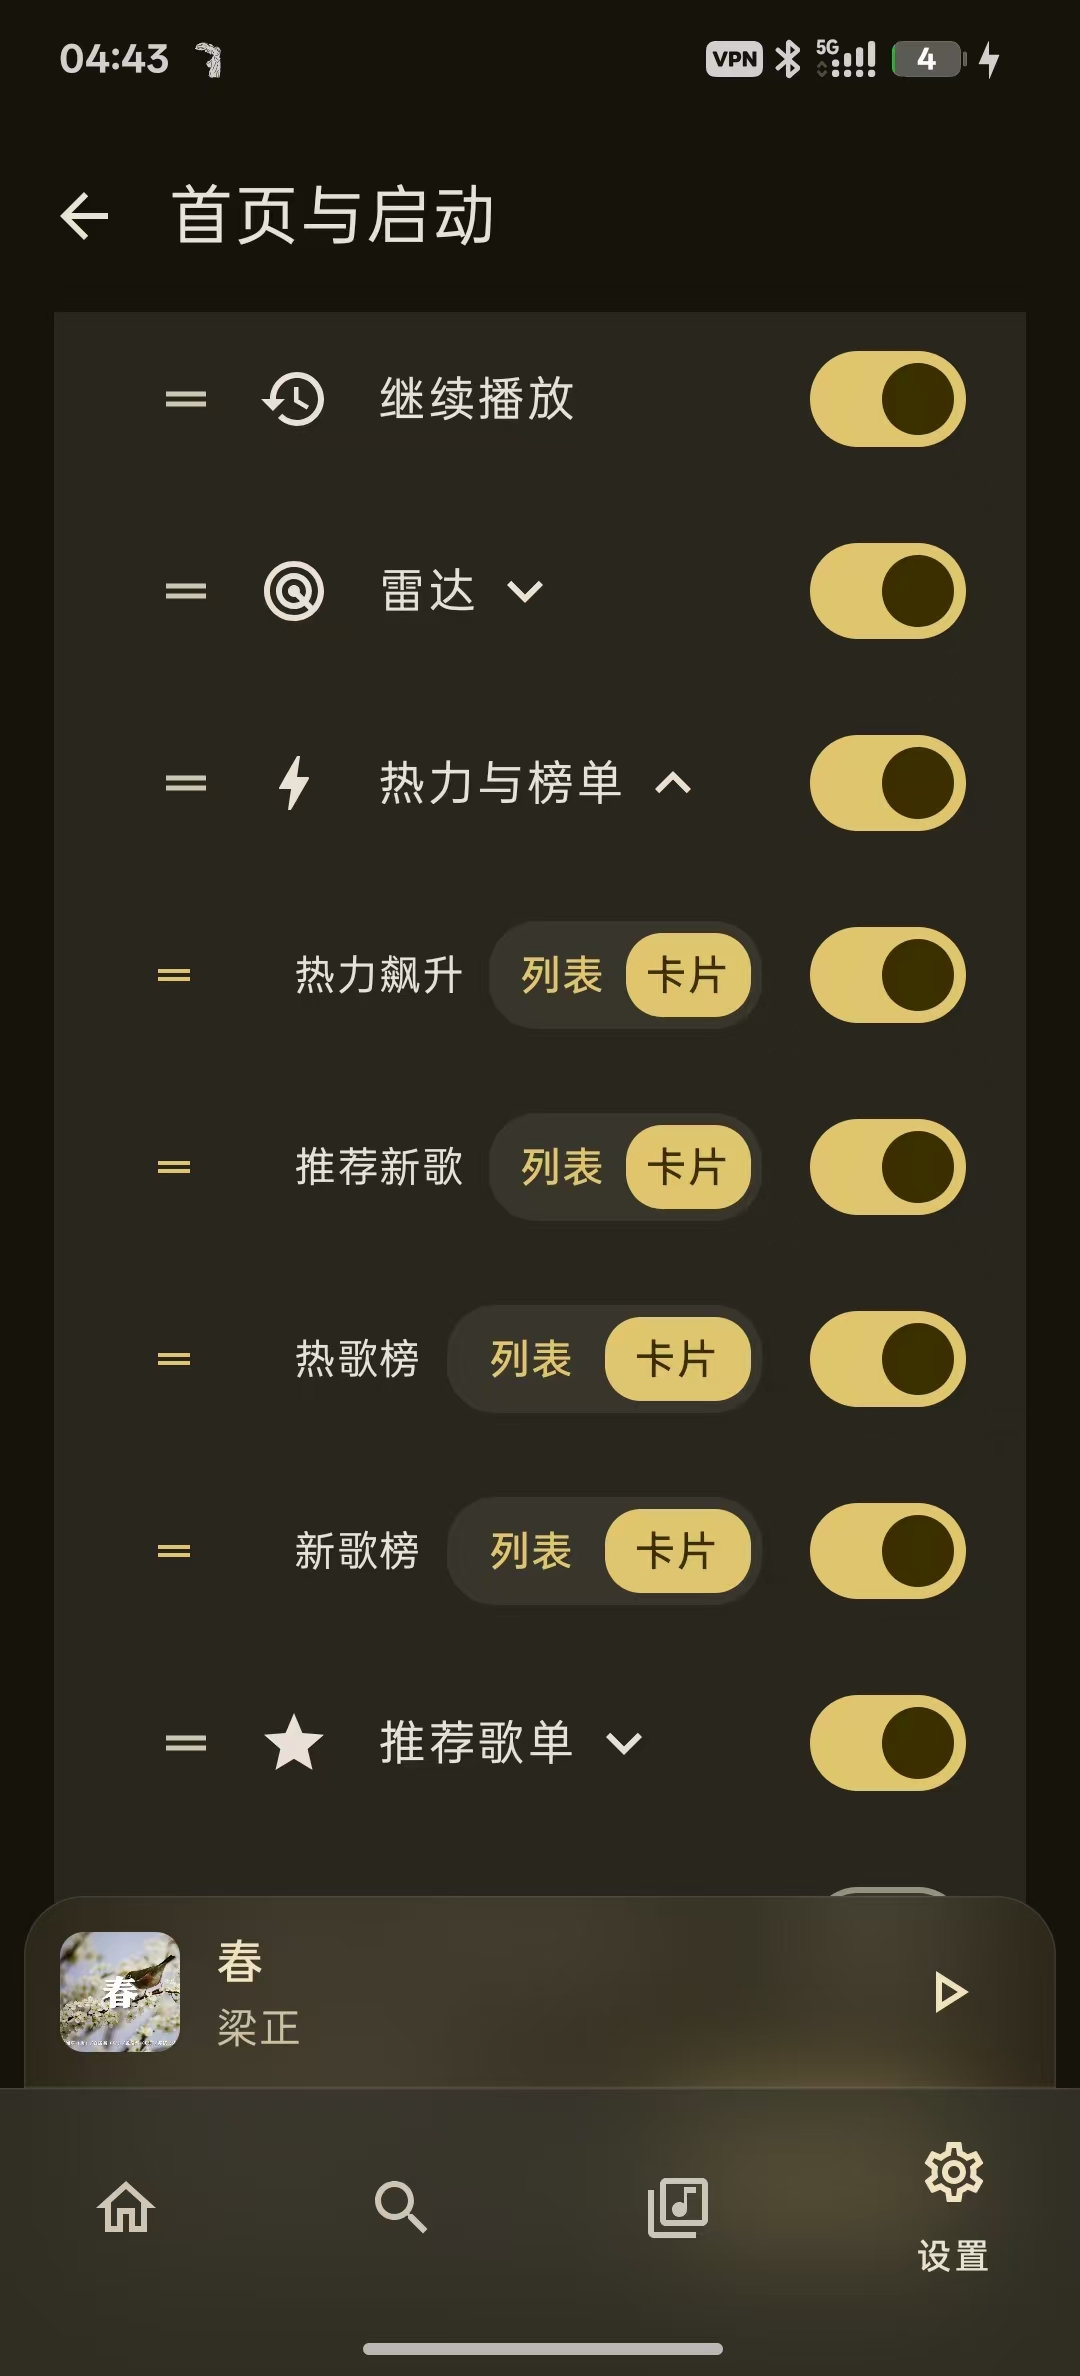 04:43 VPN 5G 4
首页与启动
继续播放
雷达
热力与榜单
热力飙升 列表 卡片
推荐新歌 列表 卡片
热歌榜 列表 卡片
新歌榜 列表 卡片
推荐歌单
春
春
梁正
设置